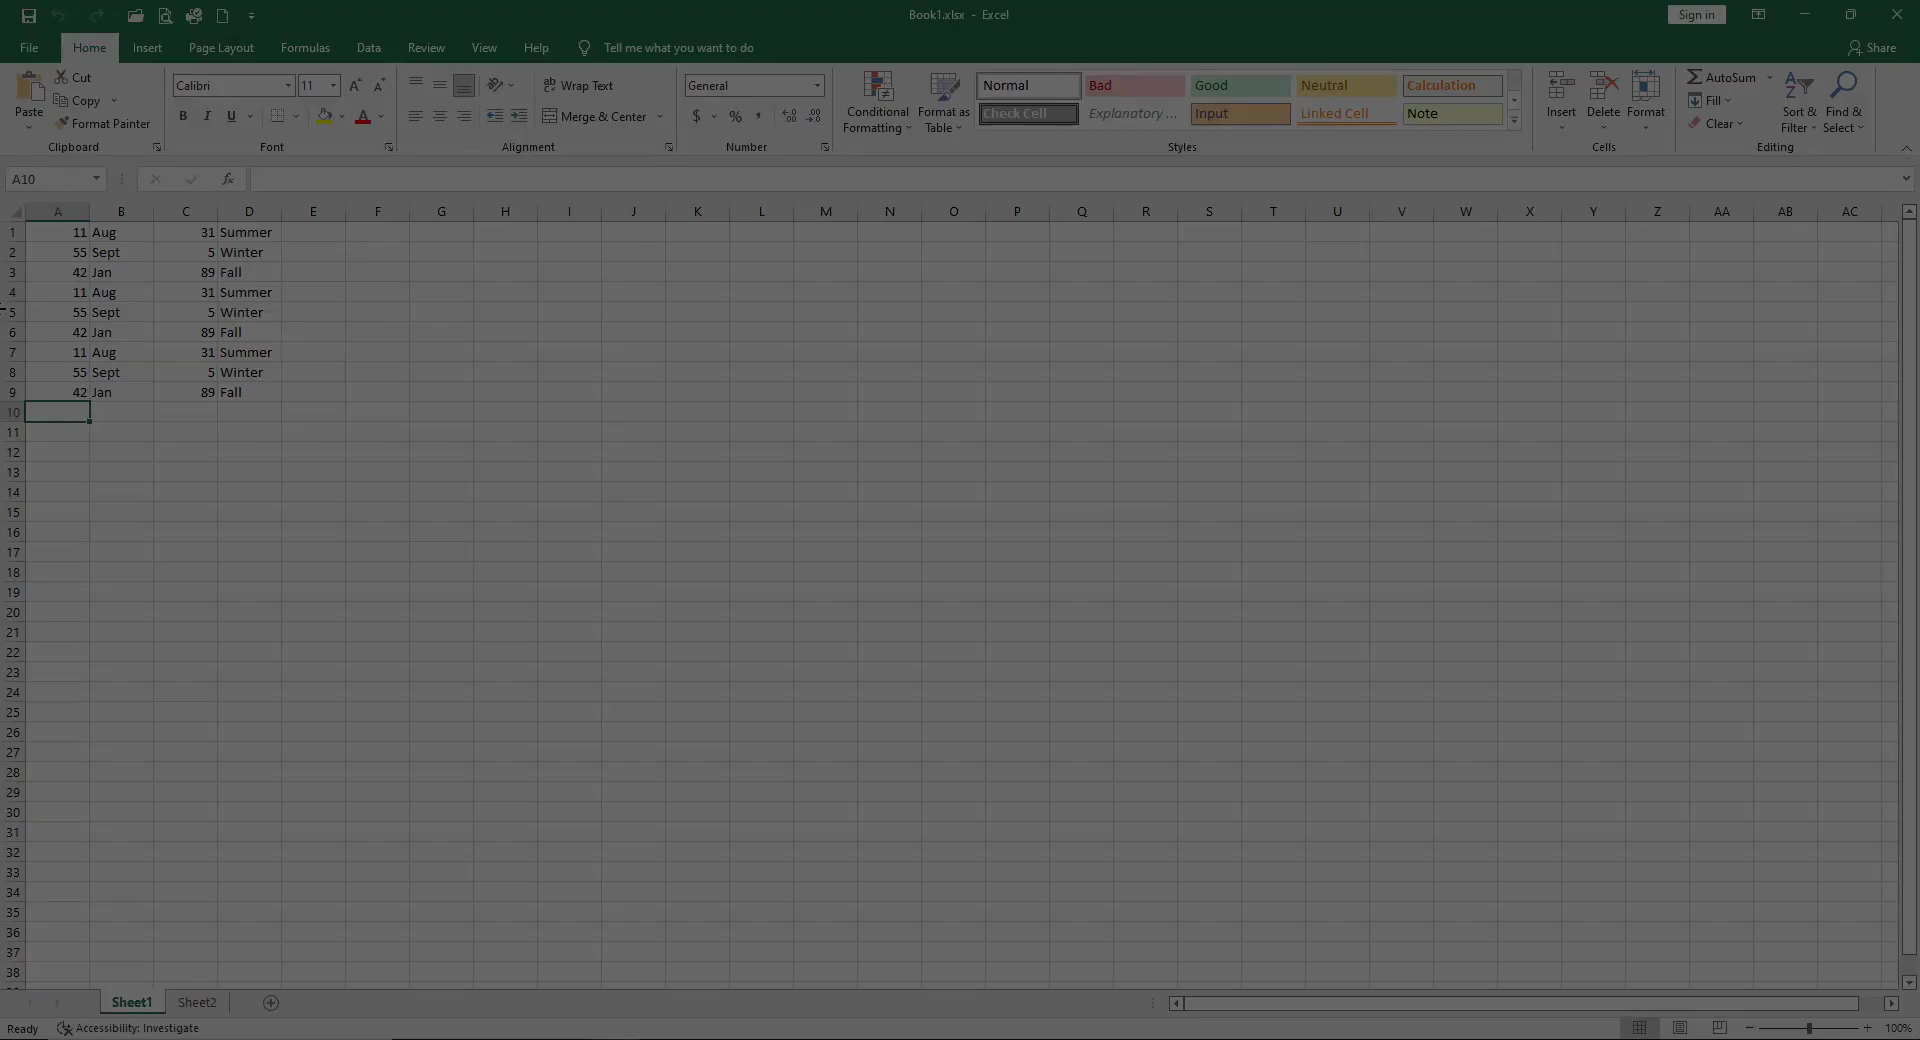 Book1.xlsx - Excel
Sign in
File Home Insert Page Layout Formulas Data Review View Help Tell me what you want to do Share
Paste
Cut
Copy
Format Painter
Clipboard
Calibri 11
B I U
Font
Wrap Text
Merge & Center
Alignment
General
$ % ,
Number
Conditional Formatting
Format as Table
Normal Bad Good Neutral Calculation
Check Cell Explanatory ... Input Linked Cell Note
Styles
Insert Delete Format
Cells
AutoSum
Fill
Clear
Sort & Filter
Find & Select
Editing
A10 fx
A B C D E F G H I J K L M N O P Q R S T U V W X Y Z AA AB AC
1 11 Aug 31 Summer
2 55 Sept 5 Winter
3 42 Jan 89 Fall
4 11 Aug 31 Summer
5 55 Sept 5 Winter
6 42 Jan 89 Fall
7 11 Aug 31 Summer
8 55 Sept 5 Winter
9 42 Jan 89 Fall
10
11
12
13
14
15
16
17
18
19
20
21
22
23
24
25
26
27
28
29
30
31
32
33
34
35
36
37
38
Sheet1 Sheet2
Ready Accessibility: Investigate 100%